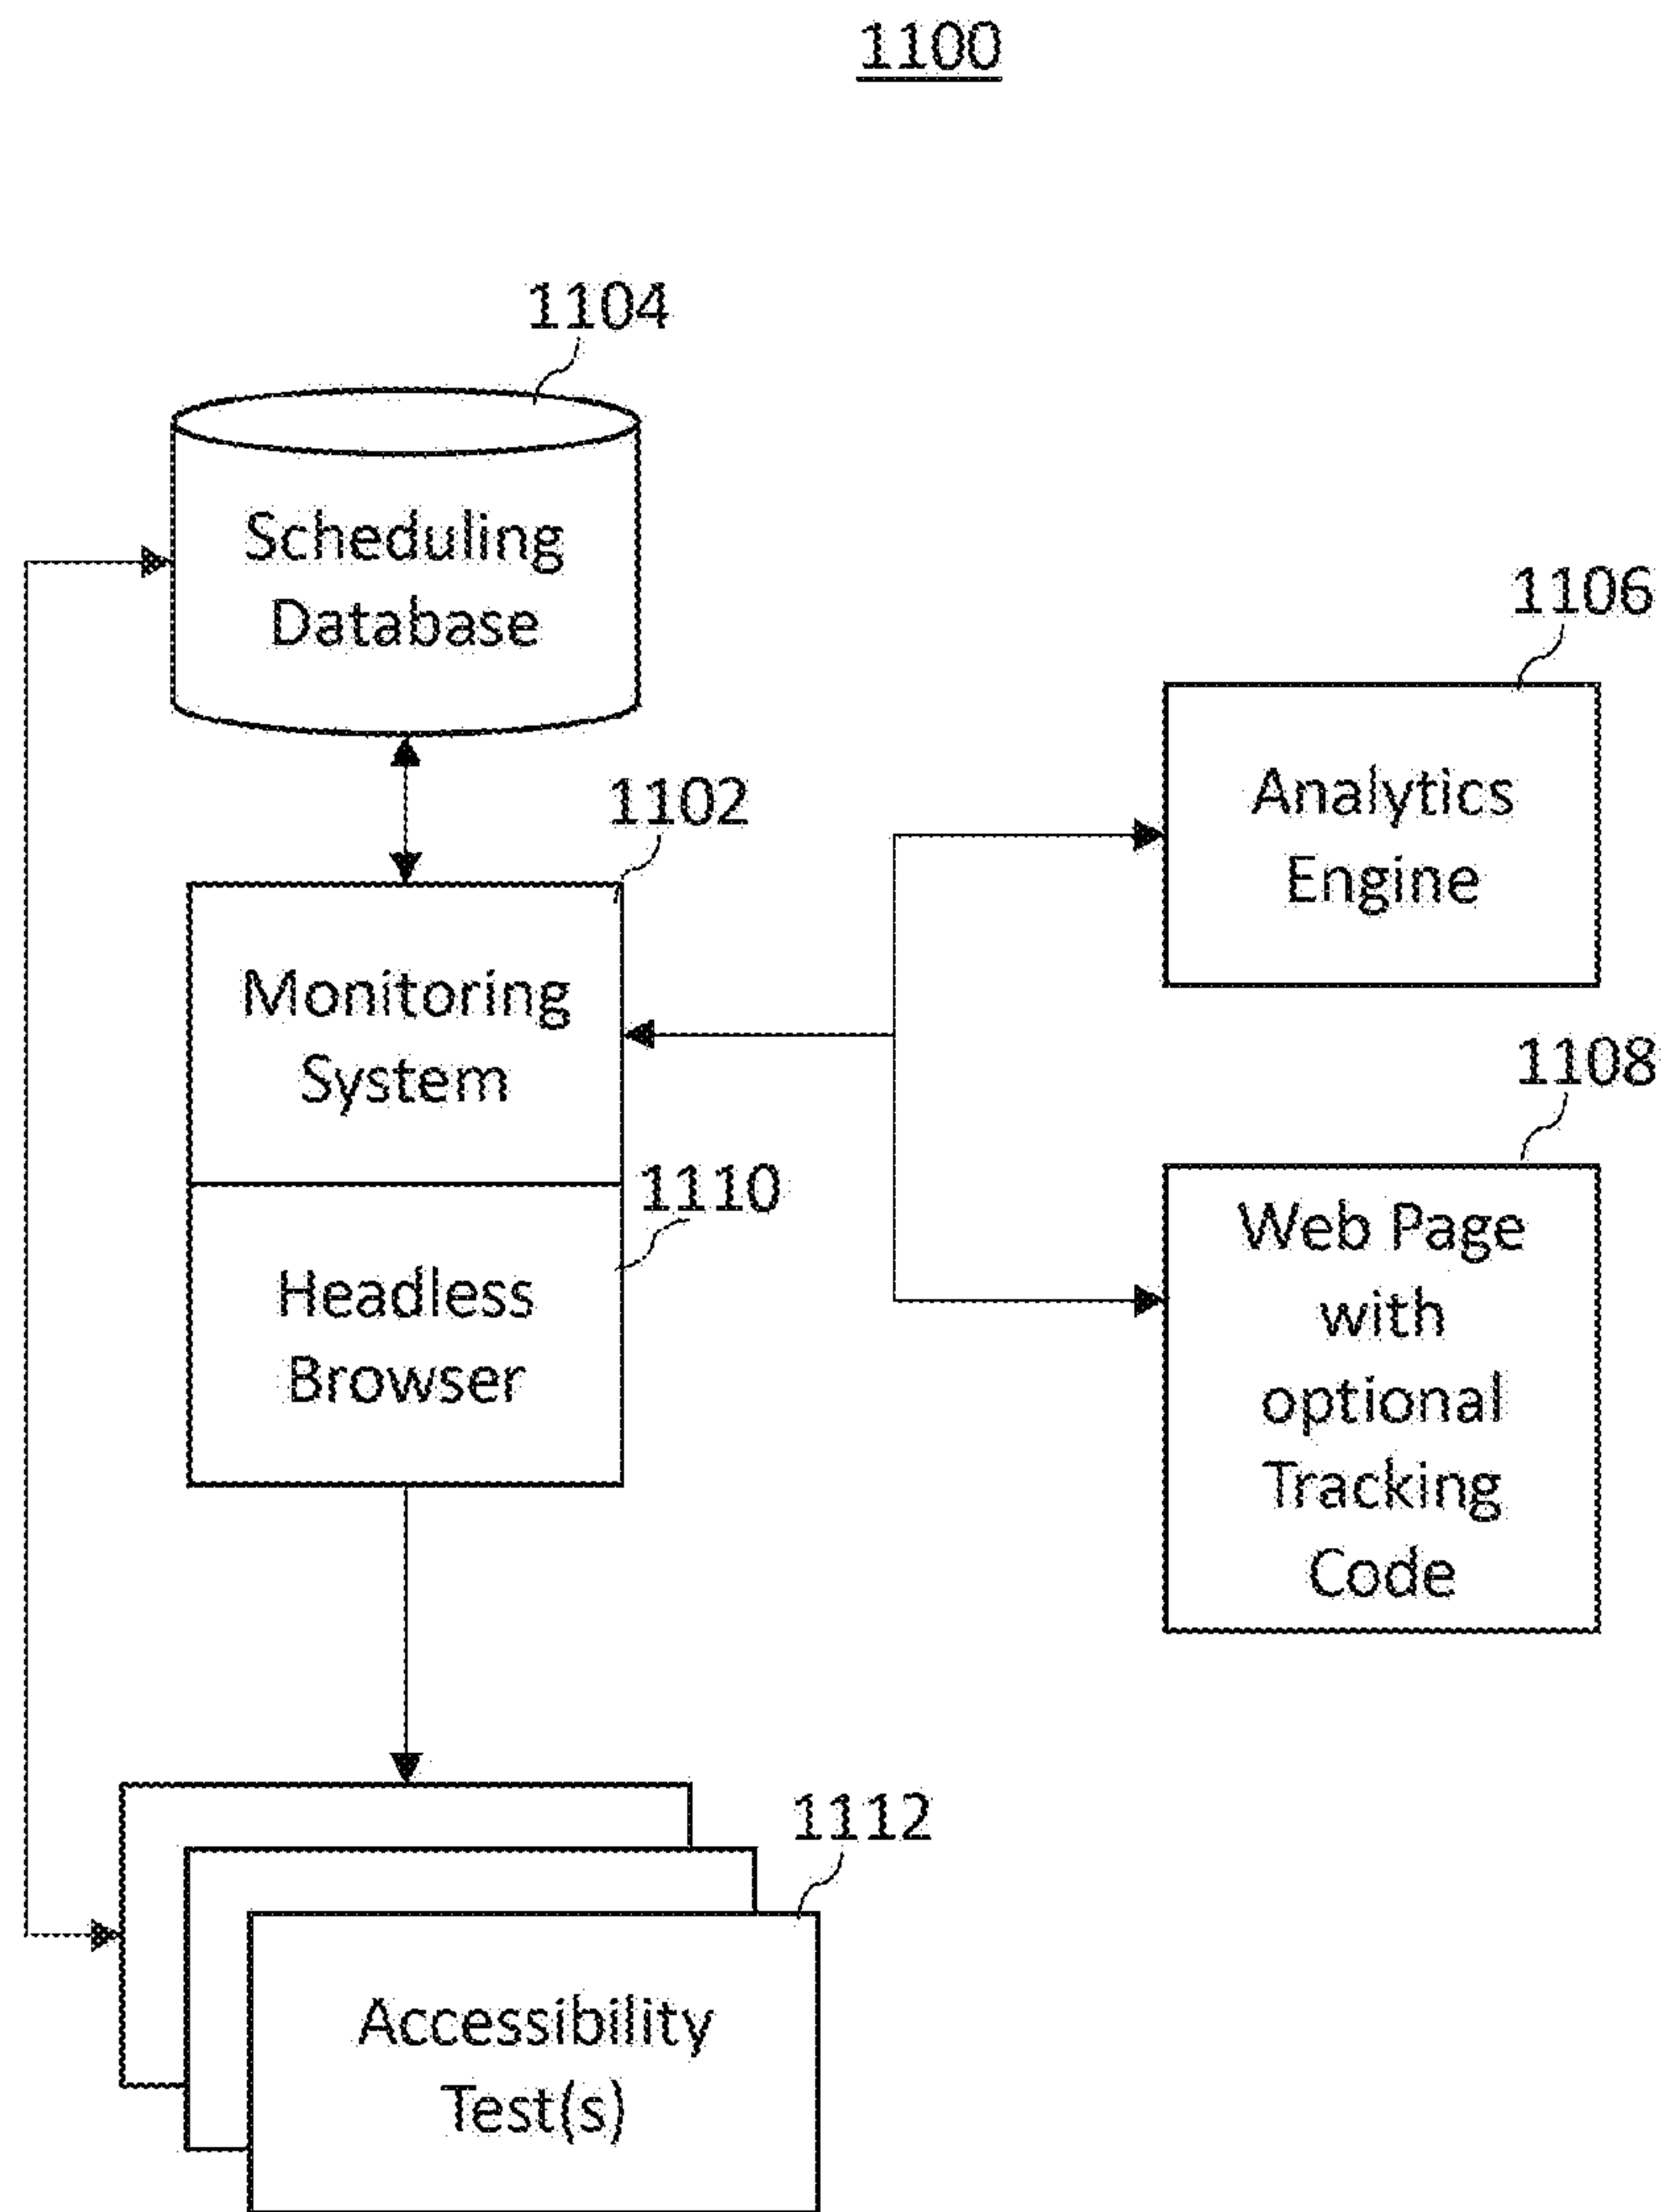 1100
1104
Scheduling
Database
1106
Analytics
Engine
1102
Monitoring
System
1108
Web Page
with
optional
Tracking
Code
1110
Headless
Browser
1112
Accessibility
Test(s)